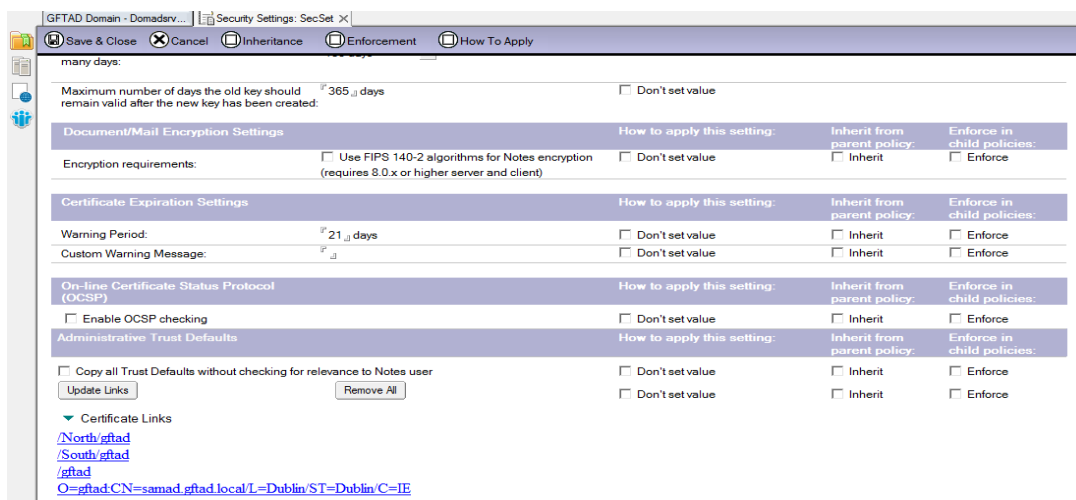 GFTAD Domain - Domadsrv...  Security Settings: SecSet
Save & Close  Cancel  Inheritance  Enforcement  How To Apply
many days:
Maximum number of days the old key should remain valid after the new key has been created:  365 days  Don't set value
Document/Mail Encryption Settings  How to apply this setting:  Inherit from parent policy:  Enforce in child policies:
Encryption requirements:  Use FIPS 140-2 algorithms for Notes encryption (requires 8.0.x or higher server and client)  Don't set value  Inherit  Enforce
Certificate Expiration Settings  How to apply this setting:  Inherit from parent policy:  Enforce in child policies:
Warning Period:  21 days  Don't set value  Inherit  Enforce
Custom Warning Message:  Don't set value  Inherit  Enforce
On-line Certificate Status Protocol (OCSP)  How to apply this setting:  Inherit from parent policy:  Enforce in child policies:
Enable OCSP checking  Don't set value  Inherit  Enforce
Administrative Trust Defaults  How to apply this setting:  Inherit from parent policy:  Enforce in child policies:
Copy all Trust Defaults without checking for relevance to Notes user  Don't set value  Inherit  Enforce
Update Links  Remove All  Don't set value  Inherit  Enforce
Certificate Links
/North/gftad
/South/gftad
/gftad
O=gftad:CN=samad.gftad.local/L=Dublin/ST=Dublin/C=IE